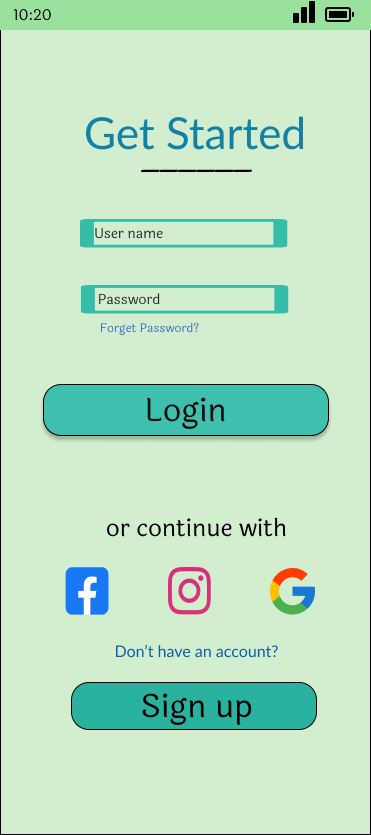 10:20
Get Started
User name
Password
Forget Password?
Login
or continue with
Don't have an account?
Sign up